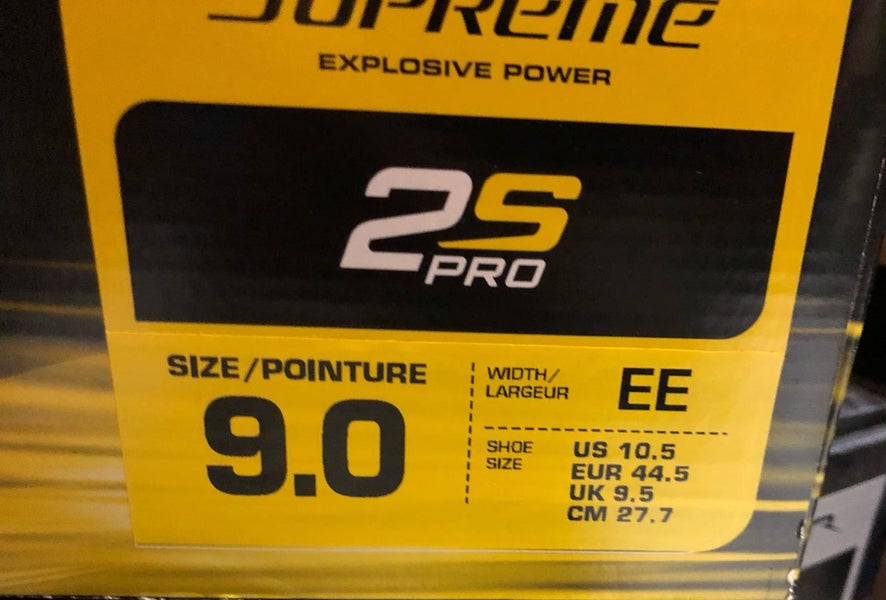 SUPREME
EXPLOSIVE POWER
2S
PRO
SIZE/POINTURE
9.0
WIDTH/
LARGEUR
EE
SHOE
SIZE
US 10.5
EUR 44.5
UK 9.5
CM 27.7